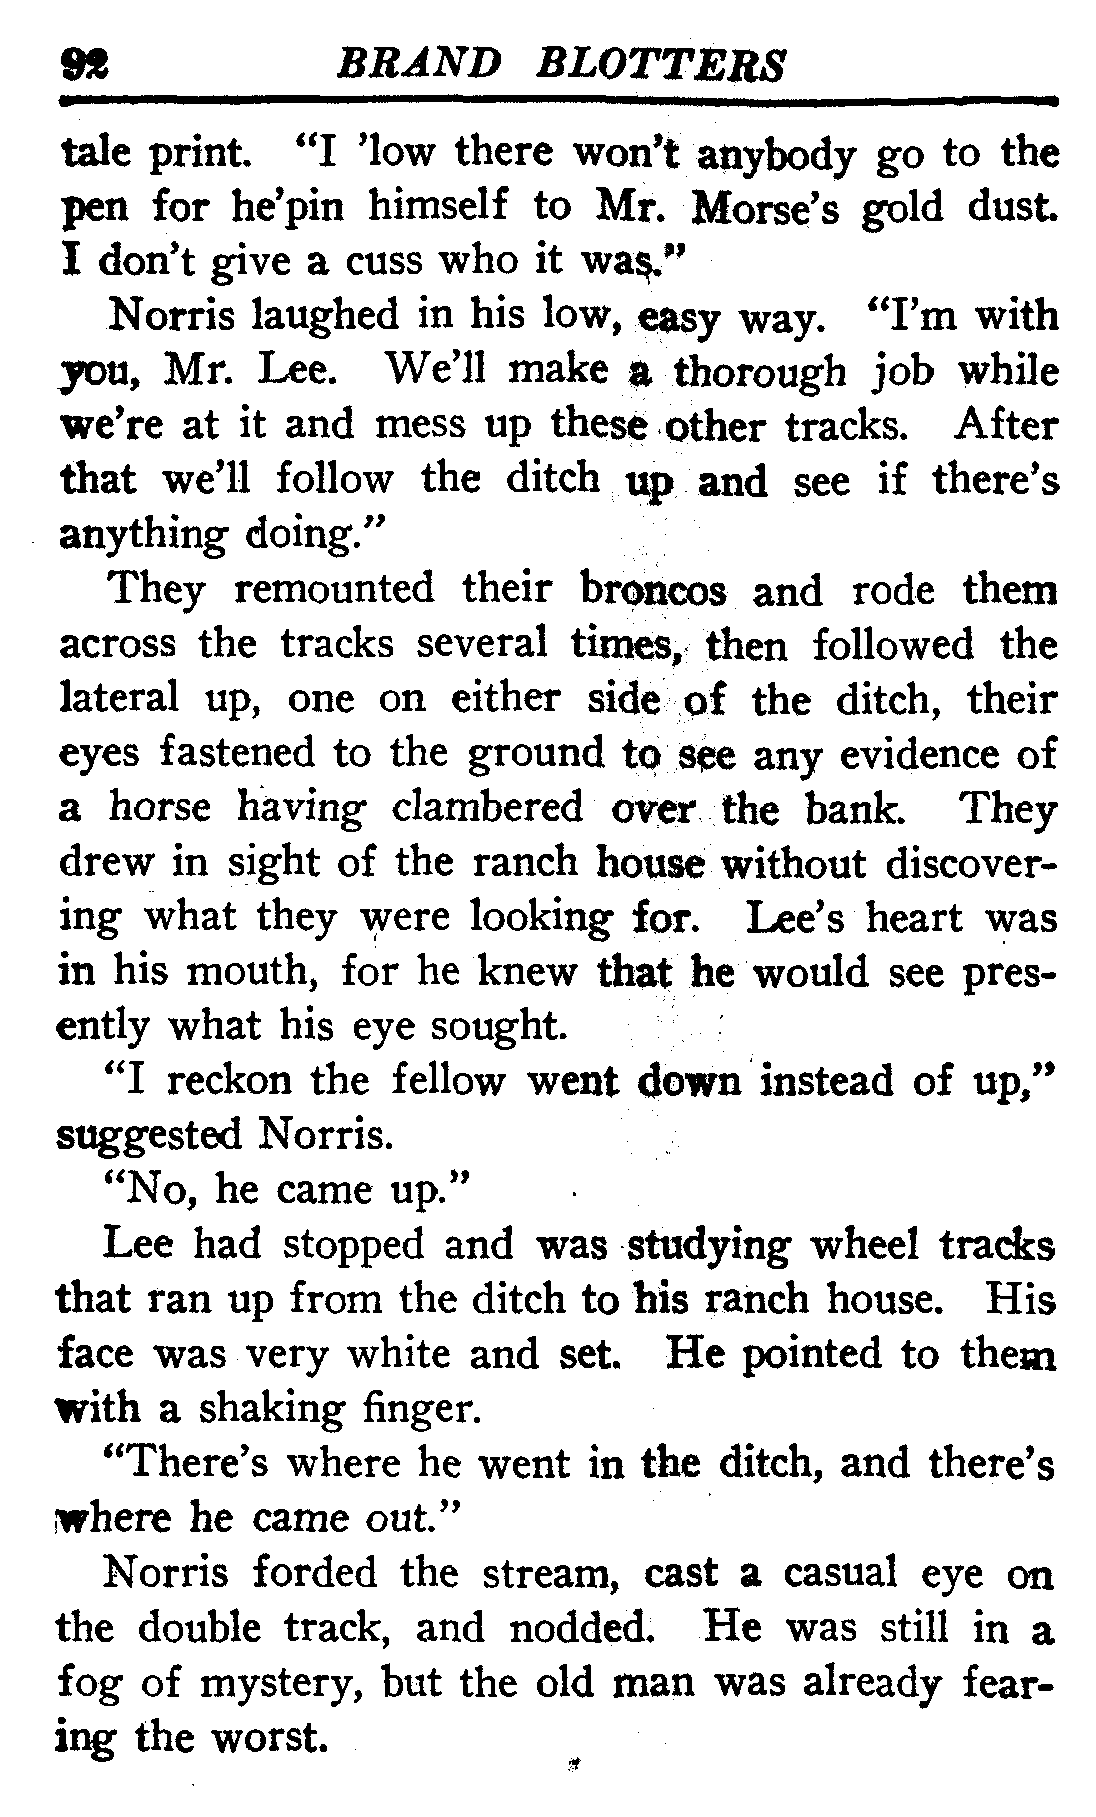 92 BRAND BLOTTERS
tale print. "I 'low there won't anybody go to the
pen for he'pin himself to Mr. Morse's gold dust.
I don't give a cuss who it was."
Norris laughed in his low, easy way. "I'm with
you, Mr. Lee. We'll make a thorough job while
we're at it and mess up these other tracks. After
that we'll follow the ditch up and see if there's
anything doing."
They remounted their broncos and rode them
across the tracks several times, then followed the
lateral up, one on either side of the ditch, their
eyes fastened to the ground to see any evidence of
a horse having clambered over the bank. They
drew in sight of the ranch house without discover-
ing what they were looking for. Lee's heart was
in his mouth, for he knew that he would see pres-
ently what his eye sought.
"I reckon the fellow went down instead of up,"
suggested Norris.
"No, he came up."
Lee had stopped and was studying wheel tracks
that ran up from the ditch to his ranch house. His
face was very white and set. He pointed to them
with a shaking finger.
"There's where he went in the ditch, and there's
where he came out."
Norris forded the stream, cast a casual eye on
the double track, and nodded. He was still in a
fog of mystery, but the old man was already fear-
ing the worst.